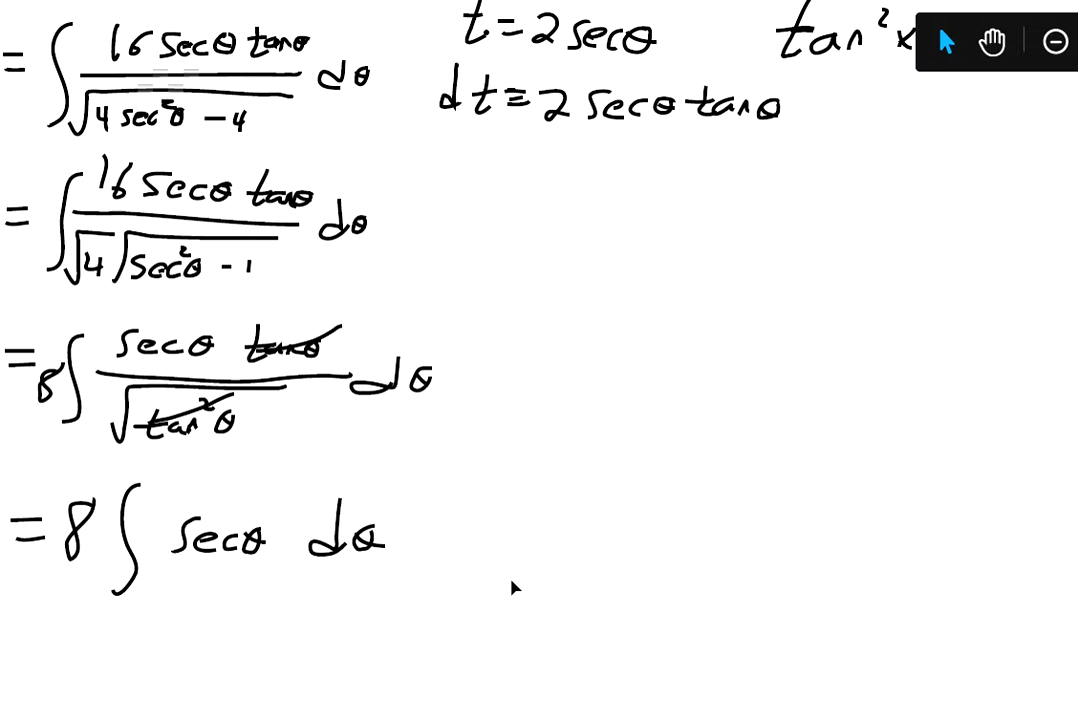 = ∫ 16 secθ tanθ / √(4 sec²θ − 4) dθ
t = 2 secθ
tan²x
dt = 2 secθ tanθ
= ∫ 16 secθ tanθ / √4 √(sec²θ − 1) dθ
= 8 ∫ secθ tanθ / √(tan²θ) dθ
= 8 ∫ secθ dθ